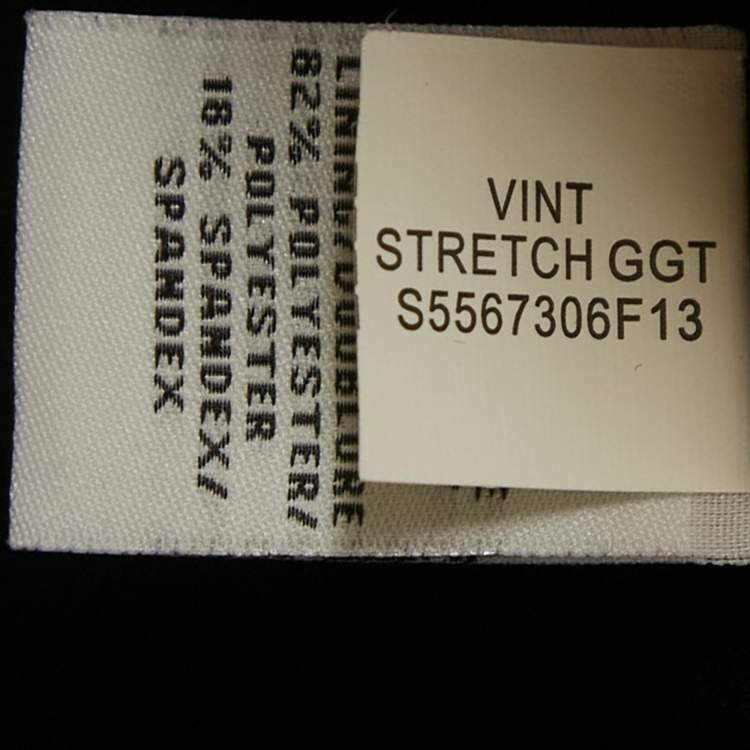 VINT
STRETCH GGT
S5567306F13
LINING/DOUBLURE
82% POLYESTER/
POLYESTER
18% SPANDEX/
SPANDEX